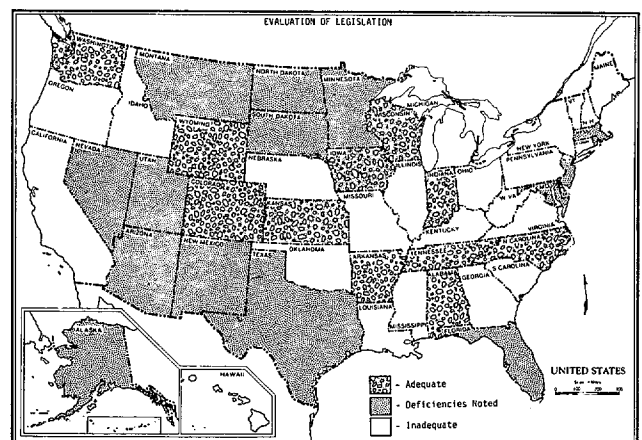 EVALUATION OF LEGISLATION
WASHINGTON
MONTANA
NORTH DAKOTA
MINNESOTA
MAINE
OREGON
IDAHO
MICHIGAN
SOUTH DAKOTA
WISCONSIN
WYOMING
NEW YORK
CALIFORNIA
NEVADA
IOWA
PENNSYLVANIA
UTAH
NEBRASKA
ILLINOIS
INDIANA
OHIO
COLORADO
KANSAS
MISSOURI
W VA
VIRGINIA
KENTUCKY
N CAROLINA
ARIZONA
NEW MEXICO
OKLAHOMA
TENNESSEE
ARKANSAS
S CAROLINA
TEXAS
ALABAMA
GEORGIA
LOUISIANA
MISSISSIPPI
FLORIDA
ALASKA
HAWAII
UNITED STATES
- Adequate
- Deficiencies Noted
- Inadequate